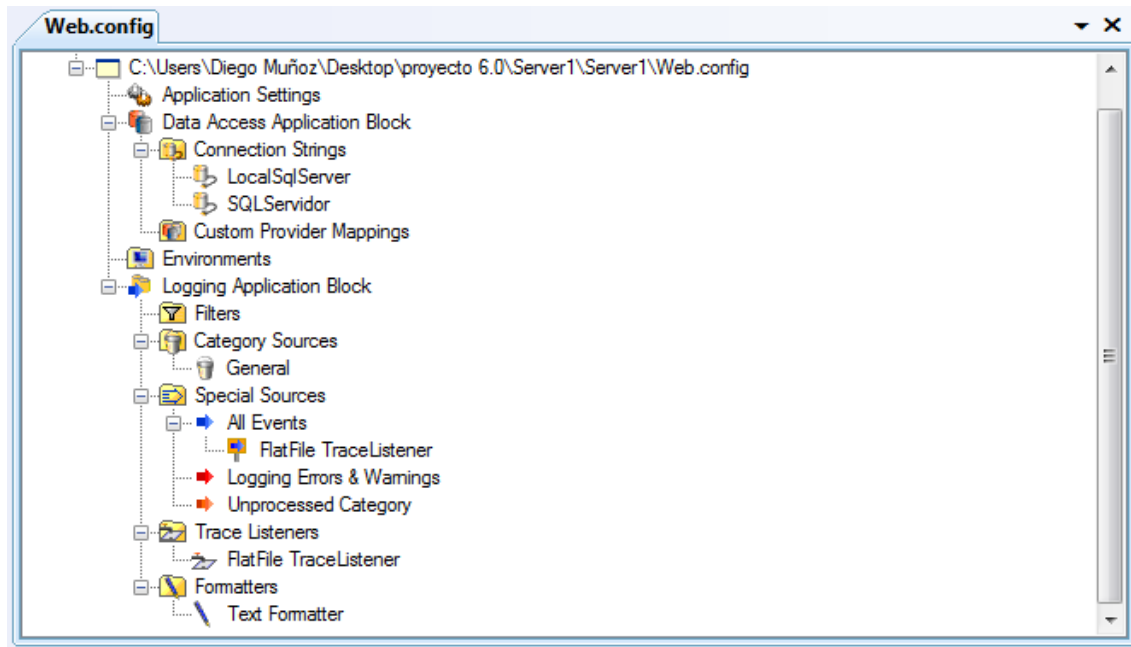 Web.config
C:\Users\Diego Muñoz\Desktop\proyecto 6.0\Server1\Server1\Web.config
Application Settings
Data Access Application Block
Connection Strings
LocalSqlServer
SQLServidor
Custom Provider Mappings
Environments
Logging Application Block
Filters
Category Sources
General
Special Sources
All Events
FlatFile TraceListener
Logging Errors & Warnings
Unprocessed Category
Trace Listeners
FlatFile TraceListener
Formatters
Text Formatter